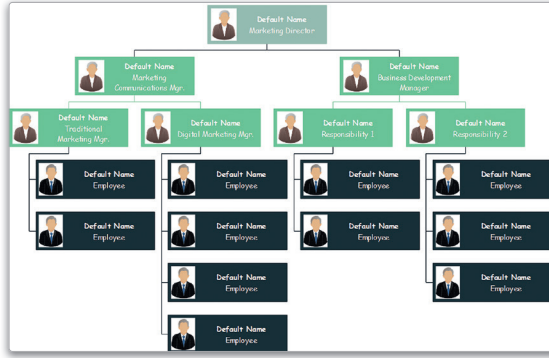 Default Name
Marketing Director
Default Name
Marketing
Communications Mgr.
Default Name
Business Development
Manager
Default Name
Traditional
Marketing Mgr.
Default Name
Digital Marketing Mgr.
Default Name
Responsibility 1
Default Name
Responsibility 2
Default Name
Employee
Default Name
Employee
Default Name
Employee
Default Name
Employee
Default Name
Employee
Default Name
Employee
Default Name
Employee
Default Name
Employee
Default Name
Employee
Default Name
Employee
Default Name
Employee